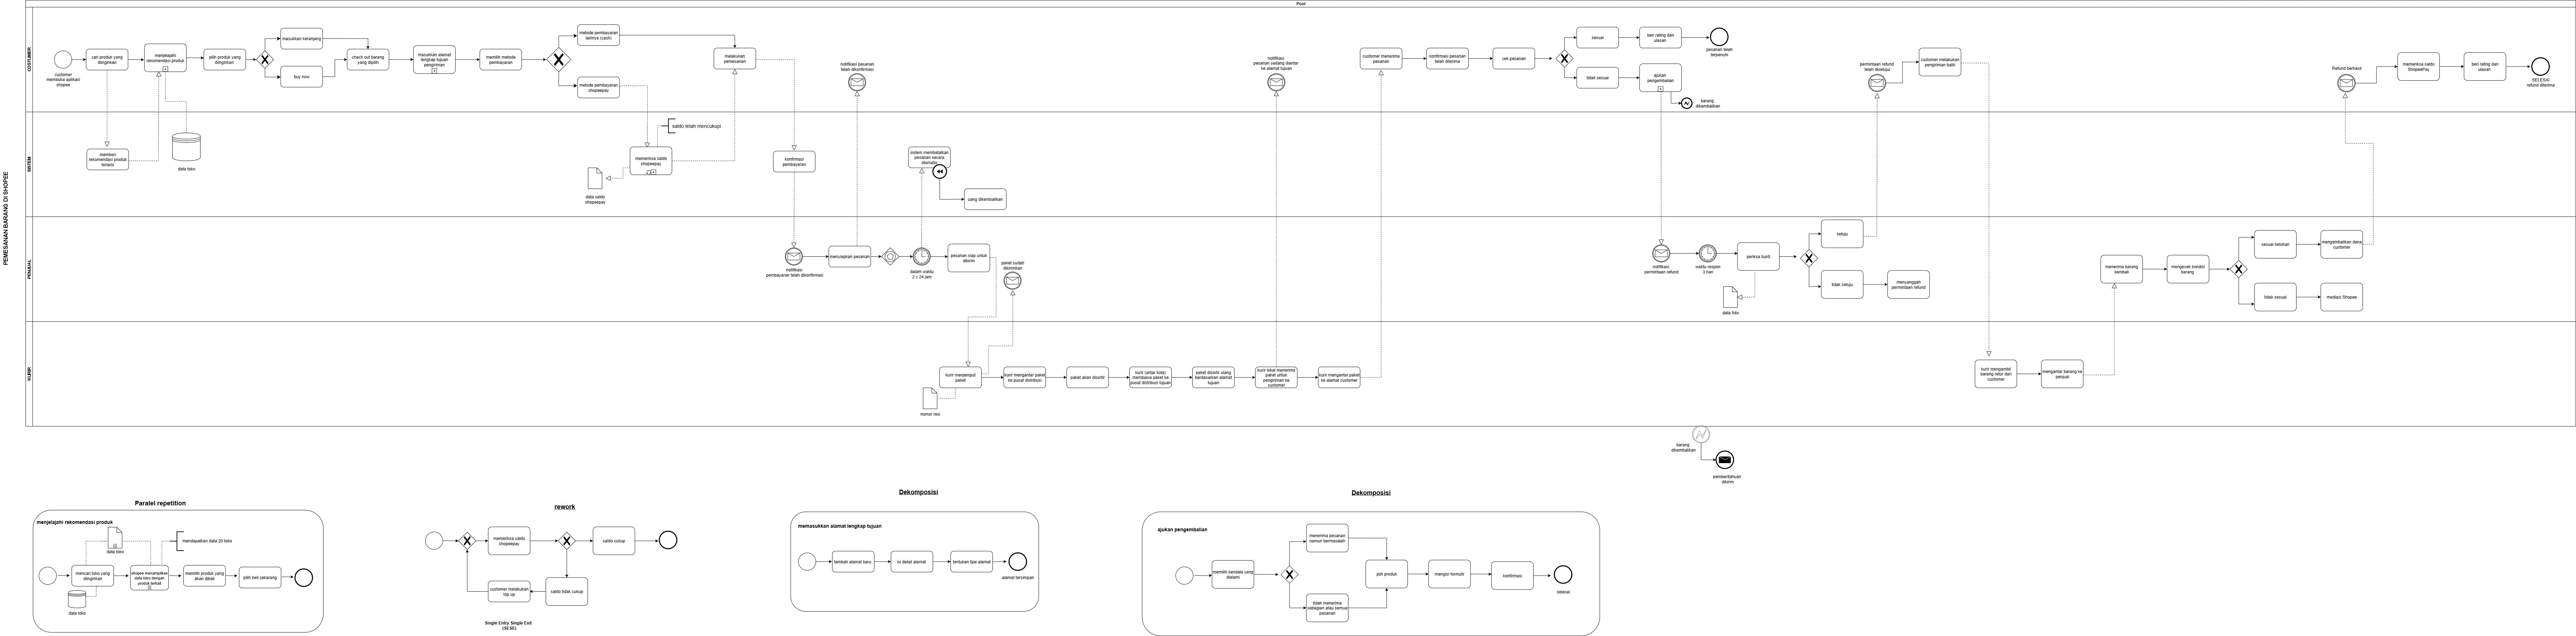 Pool
PEMESANAN BARANG DI SHOPEE
COSTUMER
customer
membuka aplikasi
shopee
cari produk yang
diinginkan
menjelajahi
rekomendasi produk
pilih produk yang
diinginkan
masukkan keranjang
buy now
check out barang
yang dipilih
masukkan alamat
lengkap tujuan
pengiriman
memilih metode
pembayaran
metode pembayaran
lainnya (cash)
metode pembayaran
shopeepay
melakukan
pemesanan
notifikasi pesanan
telah dikonfirmasi
notifikasi
pesanan sedang diantar
ke alamat tujuan
customer menerima
pesanan
konfirmasi pesanan
telah diterima
cek pesanan
sesuai
tidak sesuai
beri rating dan
ulasan
ajukan
pengembalian
pesanan telah
terpenuhi
barang
dikembalikan
permintaan refund
telah disetujui
customer melakukan
pengiriman balik
Refund berhasil
memeriksa saldo
ShopeePay
beri rating dan
ulasan
SELESAI
refund diterima
SISTEM
memberi
rekomendasi produk
terlaris
data toko
saldo telah mencukupi
memeriksa saldo
shopeepay
data saldo
shopeepay
konfirmasi
pembayaran
sistem membatalkan
pesanan secara
otomatis
uang dikembalikan
PENJUAL
notifikasi
pembayaran telah dikonfirmasi
menyiapkan pesanan
dalam waktu
2 x 24 jam
pesanan siap untuk
dikirim
paket sudah
dikirimkan
notifikasi
permintaan refund
waktu respon
3 hari
periksa bukti
data foto
setuju
tidak setuju
menyanggah
permintaan refund
menerima barang
kembali
mengecek kondisi
barang
sesuai keluhan
tidak sesuai
mengembalikan dana
customer
mediasi Shopee
KURIR
kurir menjemput
paket
nomor resi
kurir mengantar paket
ke pusat distribusi
paket akan disortir
kurir (antar kota)
membawa paket ke
pusat distribusi tujuan
paket disortir ulang
berdasarkan alamat
tujuan
kurir lokal menerima
paket untuk
pengiriman ke
customer
kurir mengantar paket
ke alamat customer
kurir mengambil
barang retur dari
customer
mengantar barang ke
penjual
barang
dikembalikan
pemberitahuan
dikirim
Paralel repetition
menjelajahi rekomendasi produk
data toko
mendapatkan data 20 toko
mencari toko yang
diinginkan
shopee menampilkan
data toko dengan
produk terkait
memilih produk yang
akan dibeli
pilih beli sekarang
data toko
rework
memeriksa saldo
shopeepay
saldo cukup
customer melakukan
top up
saldo tidak cukup
Single Entry Single Exit
(SESE)
Dekomposisi
memasukkan alamat lengkap tujuan
tambah alamat baru
isi detail alamat
tentukan tipe alamat
alamat tersimpan
Dekomposisi
ajukan pengembalian
memilih kendala yang
dialami
menerima pesanan
namun bermasalah
tidak menerima
sebagian atau semua
pesanan
pilih produk
mengisi formulir
konfirmasi
selesai